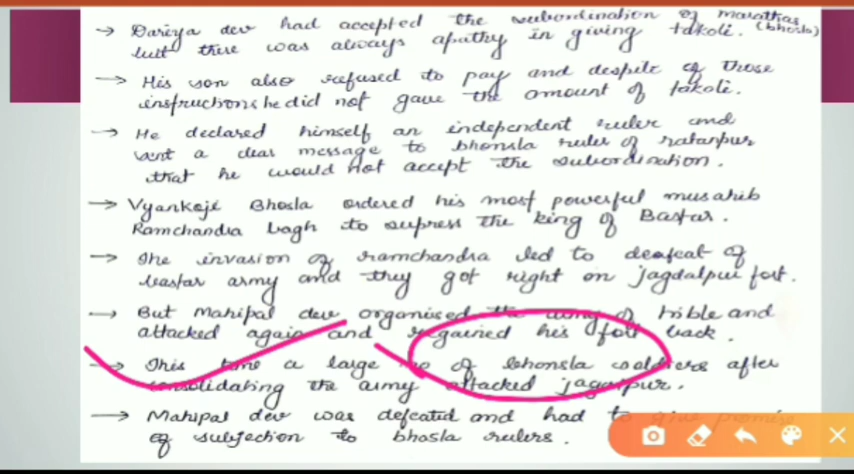 → Dariya dev had accepted the subordination of marathas (bhosla)
but there was always apathy in giving takoli.
→ His son also refused to pay and despite of those
instructions he did not gave the amount of takoli.
→ He declared himself an independent ruler and
sent a clear message to bhonsla ruler of ratanpur
that he would not accept the subordination.
→ Vyankoji Bhosla ordered his most powerful musahib
Ramchandra bagh to supress the king of Bastar.
→ The invasion of ramchandra led to deafeat of
bastar army and they got right on jagdalpur fort.
→ But Mahipal dev organised the army of trible and
attacked again and regained his fort back.
→ This time a large of bhonsla soldiers after
consolidating the army attacked jagalpur.
→ Mahipal dev was defeated and had to give promise
of subjection to bhosla rulers.